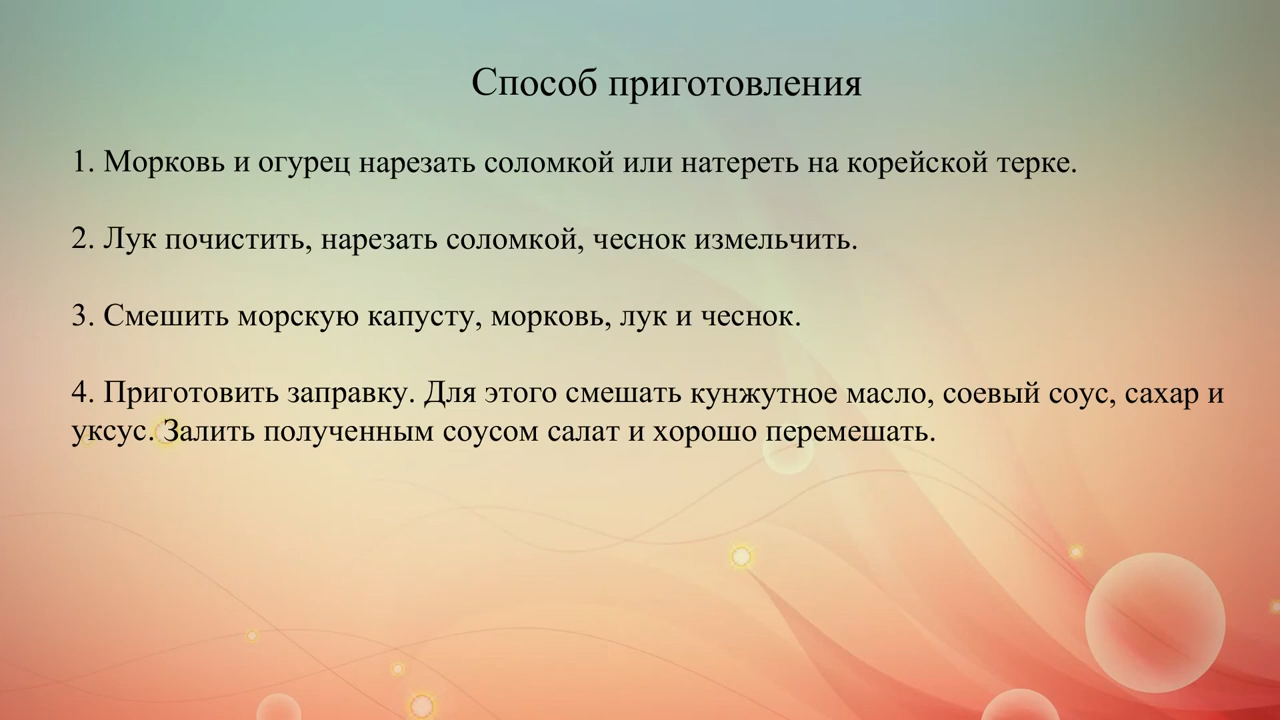 Способ приготовления
1. Морковь и огурец нарезать соломкой или натереть на корейской терке.
2. Лук почистить, нарезать соломкой, чеснок измельчить.
3. Смешить морскую капусту, морковь, лук и чеснок.
4. Приготовить заправку. Для этого смешать кунжутное масло, соевый соус, сахар и
уксус. Залить полученным соусом салат и хорошо перемешать.